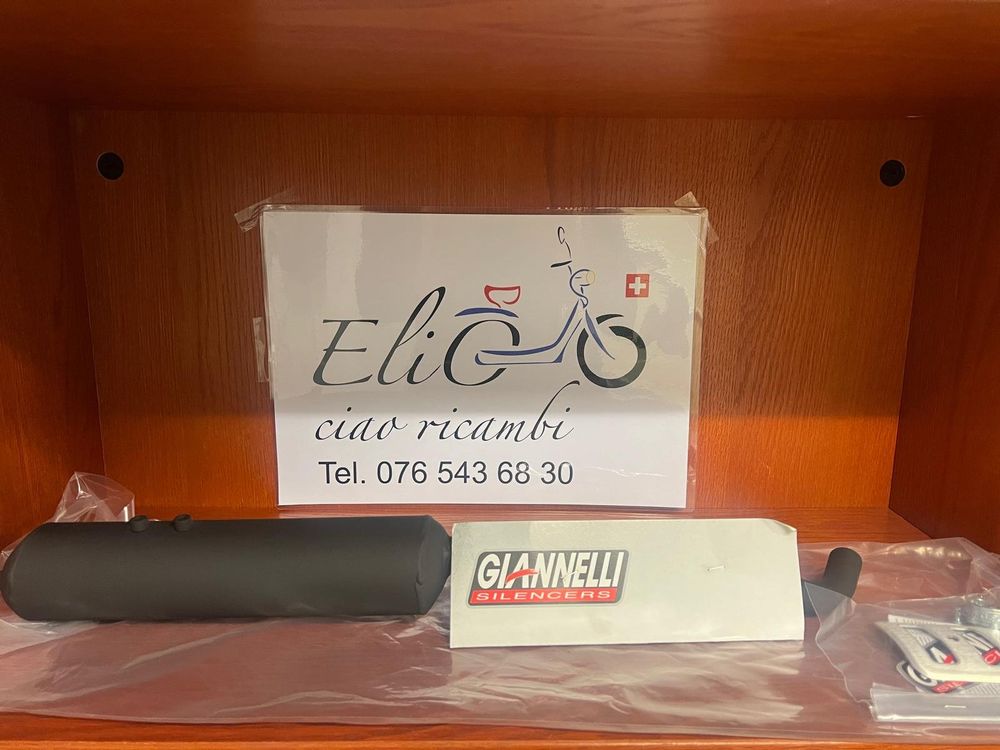 Elio
ciao ricambi
Tel. 076 543 68 30
GIANNELLI
SILENCERS